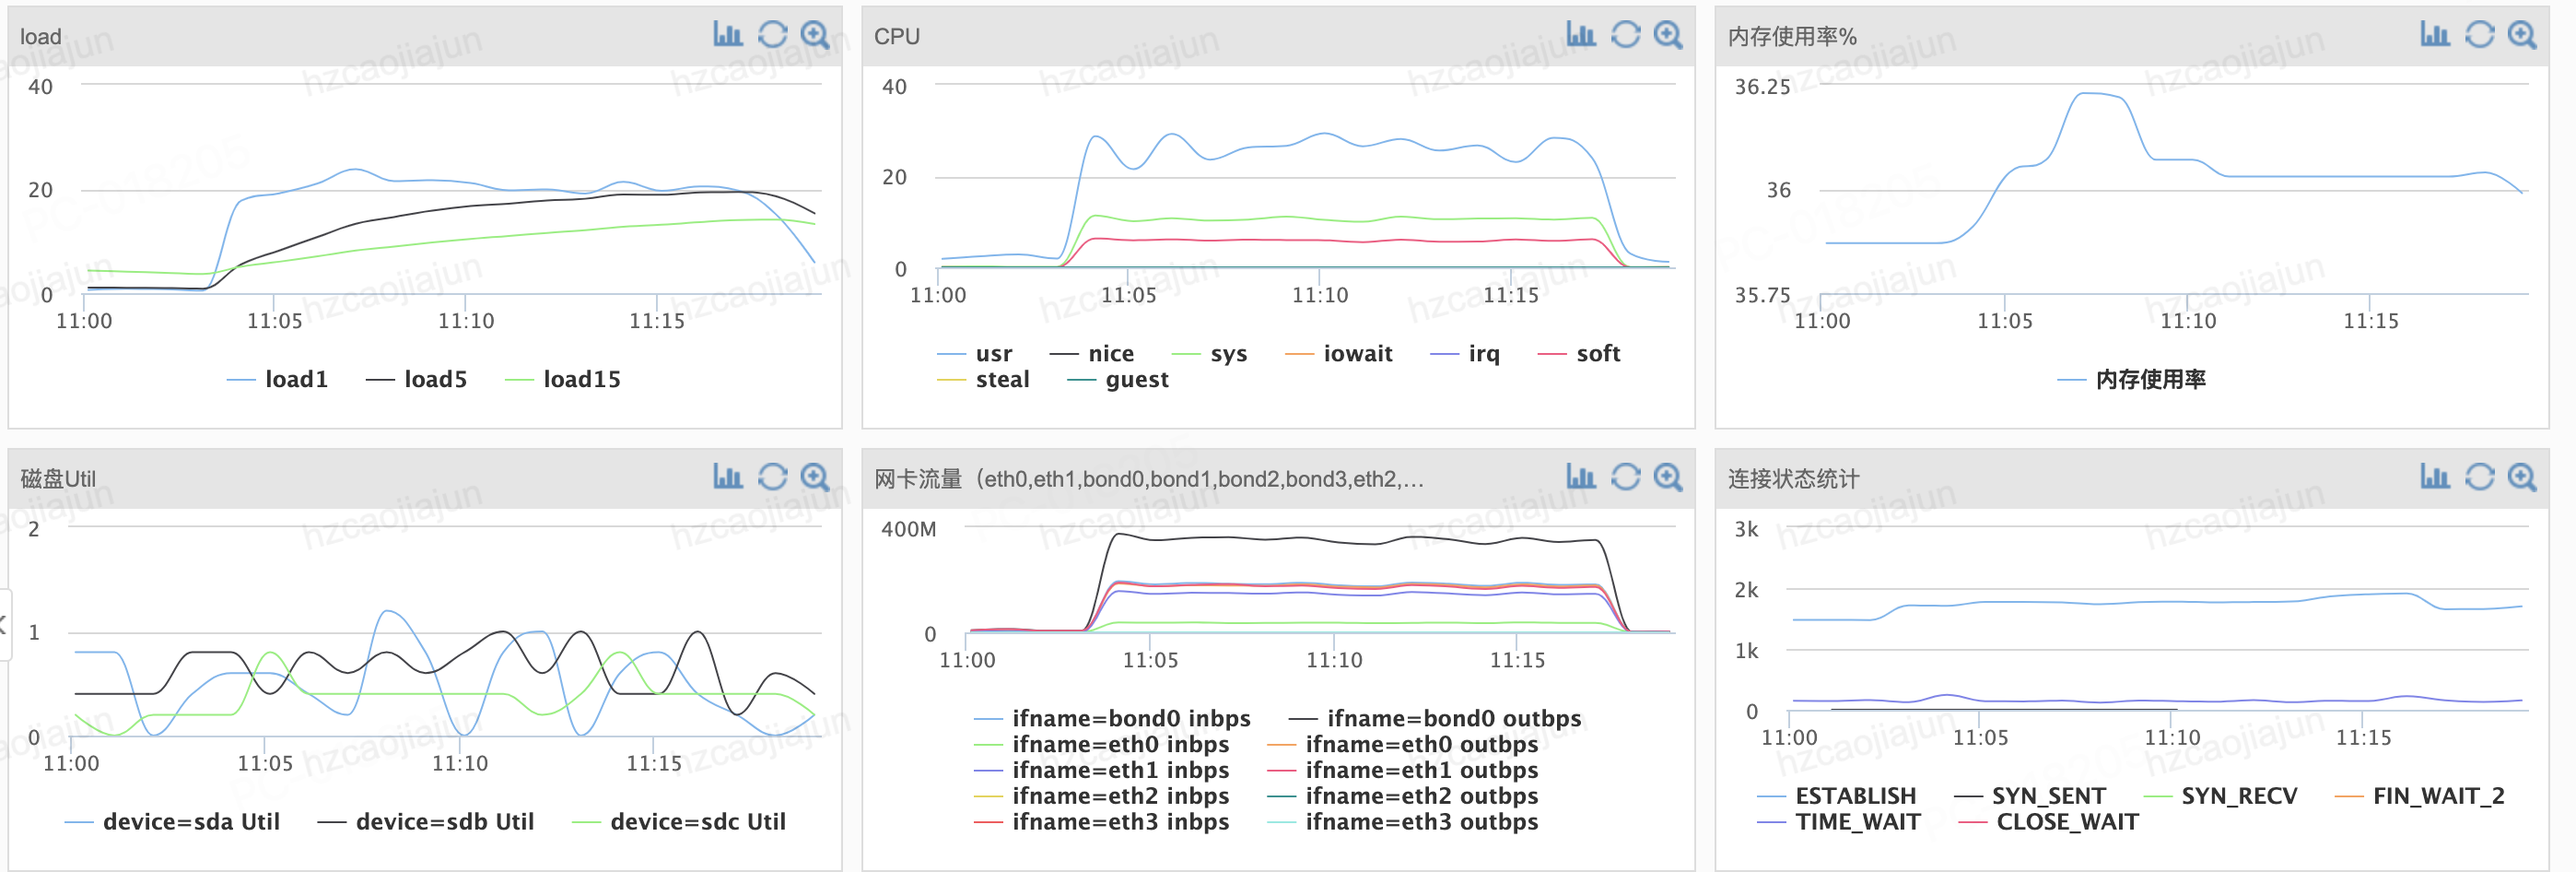 load
40
20
0
11:00 11:05 11:10 11:15
load1 load5 load15
CPU
40
20
0
11:00 11:05 11:10 11:15
usr nice sys iowait irq soft
steal guest
内存使用率%
36.25
36
35.75
11:00 11:05 11:10 11:15
内存使用率
磁盘Util
2
1
0
11:00 11:05 11:10 11:15
device=sda Util device=sdb Util device=sdc Util
网卡流量（eth0,eth1,bond0,bond1,bond2,bond3,eth2,...
400M
0
11:00 11:05 11:10 11:15
ifname=bond0 inbps ifname=bond0 outbps
ifname=eth0 inbps ifname=eth0 outbps
ifname=eth1 inbps ifname=eth1 outbps
ifname=eth2 inbps ifname=eth2 outbps
ifname=eth3 inbps ifname=eth3 outbps
连接状态统计
3k
2k
1k
0
11:00 11:05 11:10 11:15
ESTABLISH SYN_SENT SYN_RECV FIN_WAIT_2
TIME_WAIT CLOSE_WAIT
hzcaojiajun
PC-018205